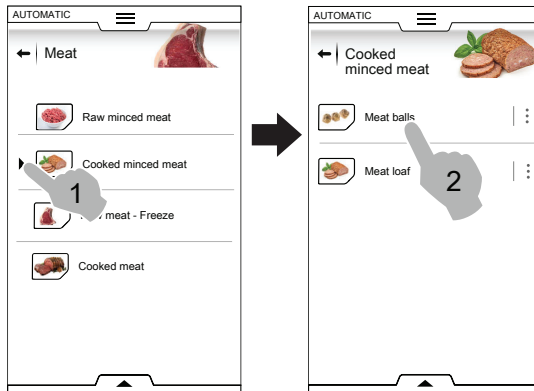 AUTOMATIC
Meat
Raw minced meat
Cooked minced meat
1
meat - Freeze
Cooked meat
AUTOMATIC
Cooked
minced meat
Meat balls
Meat loaf
2